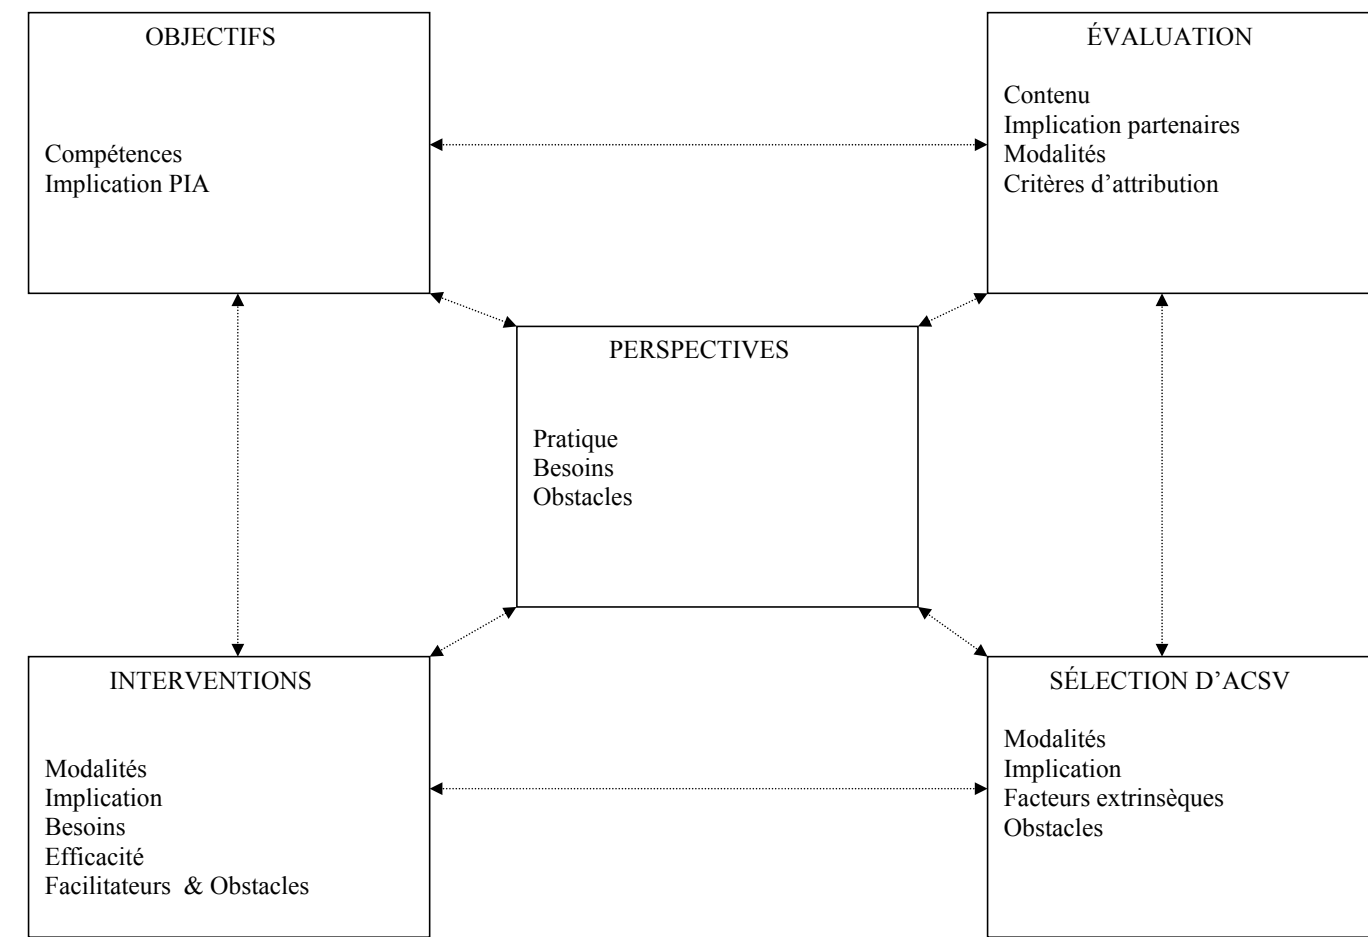 OBJECTIFS
Compétences
Implication PIA
ÉVALUATION
Contenu
Implication partenaires
Modalités
Critères d’attribution
PERSPECTIVES
Pratique
Besoins
Obstacles
INTERVENTIONS
Modalités
Implication
Besoins
Efficacité
Facilitateurs & Obstacles
SÉLECTION D’ACSV
Modalités
Implication
Facteurs extrinsèques
Obstacles